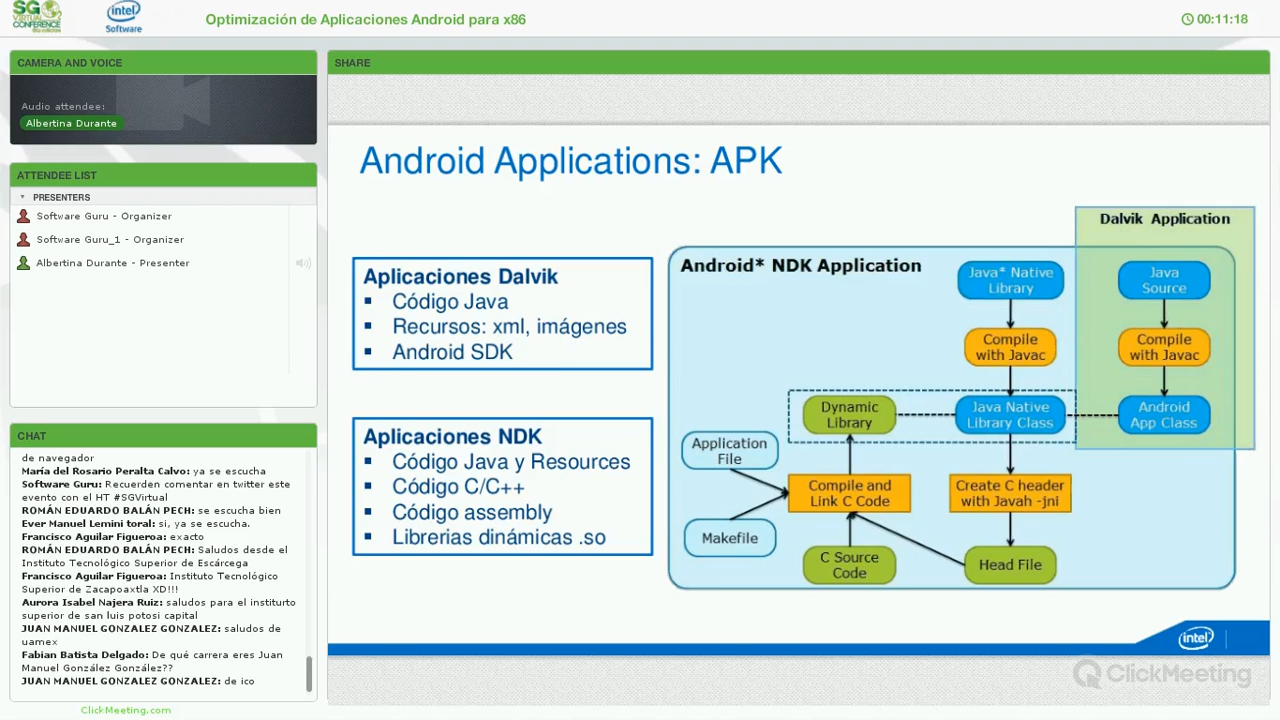 SG
VIRTUAL
CONFERENCE
intel
Software
Optimización de Aplicaciones Android para x86
00:11:18
CAMERA AND VOICE
Audio attendee:
Albertina Durante
ATTENDEE LIST
PRESENTERS
Software Guru - Organizer
Software Guru_1 - Organizer
Albertina Durante - Presenter
CHAT
de navegador
María del Rosario Peralta Calvo: ya se escucha
Software Guru: Recuerden comentar en twitter este
evento con el HT #SGVirtual
ROMÁN EDUARDO BALÁN PECH: se escucha bien
Ever Manuel Lemini toral: si, ya se escucha.
Francisco Aguilar Figueroa: exacto
ROMÁN EDUARDO BALÁN PECH: Saludos desde el
Instituto Tecnológico Superior de Escárcega
Francisco Aguilar Figueroa: Instituto Tecnológico
Superior de Zacapoaxtla XD!!!
Aurora Isabel Najera Ruiz: saludos para el institurto
superior de san luis potosi capital
JUAN MANUEL GONZALEZ GONZALEZ: saludos de
uamex
Fabian Batista Delgado: De qué carrera eres Juan
Manuel González González??
JUAN MANUEL GONZALEZ GONZALEZ: de ico
ClickMeeting.com
SHARE
Android Applications: APK
Aplicaciones Dalvik
▪ Código Java
▪ Recursos: xml, imágenes
▪ Android SDK
Aplicaciones NDK
▪ Código Java y Resources
▪ Código C/C++
▪ Código assembly
▪ Librerias dinámicas .so
Dalvik Application
Android* NDK Application
Java* Native
Library
Java
Source
Compile
with Javac
Compile
with Javac
Dynamic
Library
Java Native
Library Class
Android
App Class
Application
File
Compile and
Link C Code
Create C header
with Javah -jni
Makefile
C Source
Code
Head File
intel
ClickMeeting